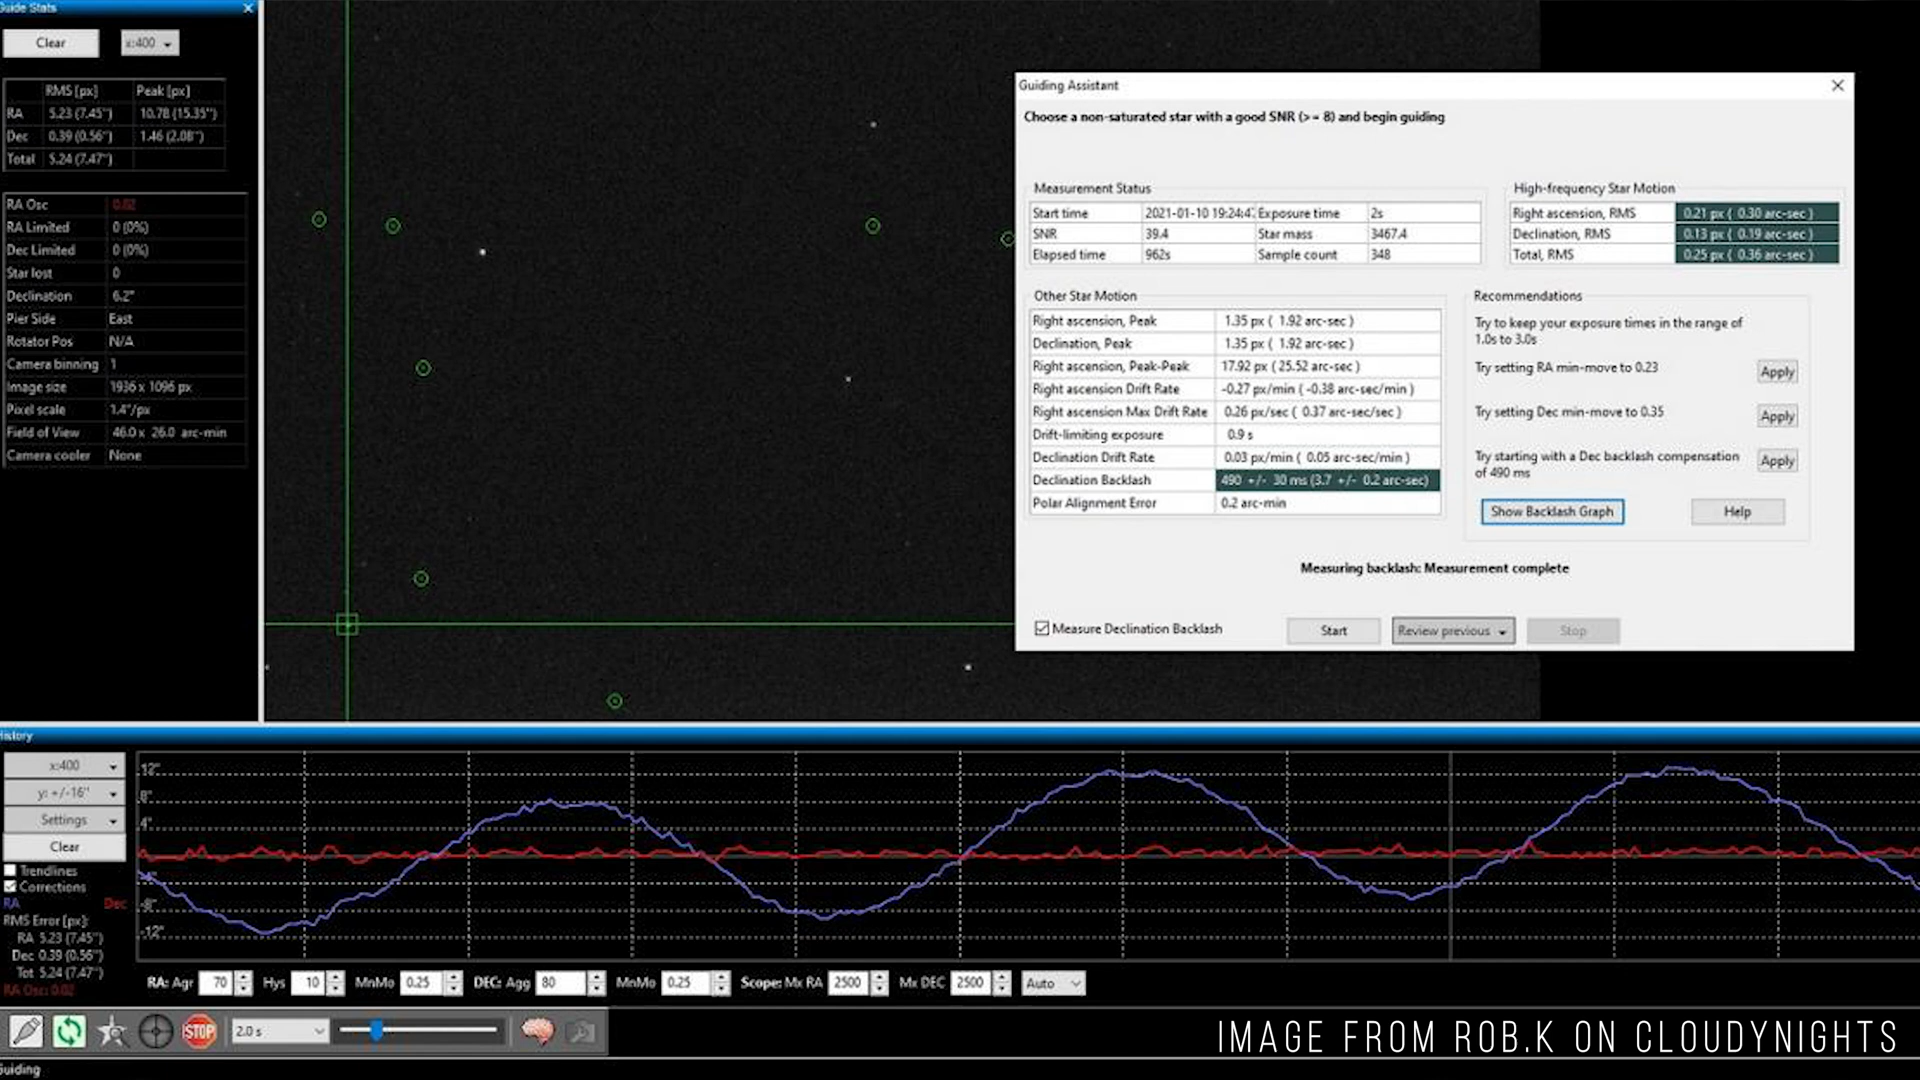 Guide Stats
Clear
x:400
RMS [px] Peak [px]
RA 5.23 (7.45") 10.78 (15.35")
Dec 0.39 (0.56") 1.46 (2.08")
Total 5.24 (7.47")
RA Osc 0.02
RA Limited 0 (0%)
Dec Limited 0 (0%)
Star lost 0
Declination 6.2°
Pier Side East
Rotator Pos N/A
Camera binning 1
Image size 1936 x 1096 px
Pixel scale 1.4"/px
Field of View 46.0 x 26.0 arc-min
Camera cooler None
Guiding Assistant
Choose a non-saturated star with a good SNR (>= 8) and begin guiding
Measurement Status
Start time 2021-01-10 19:24:47 Exposure time 2s
SNR 39.4 Star mass 3467.4
Elapsed time 962s Sample count 348
High-frequency Star Motion
Right ascension, RMS 0.21 px ( 0.30 arc-sec )
Declination, RMS 0.13 px ( 0.19 arc-sec )
Total, RMS 0.25 px ( 0.36 arc-sec )
Other Star Motion
Right ascension, Peak 1.35 px ( 1.92 arc-sec )
Declination, Peak 1.35 px ( 1.92 arc-sec )
Right ascension, Peak-Peak 17.92 px ( 25.52 arc-sec )
Right ascension Drift Rate -0.27 px/min ( -0.38 arc-sec/min )
Right ascension Max Drift Rate 0.26 px/sec ( 0.37 arc-sec/sec )
Drift-limiting exposure 0.9 s
Declination Drift Rate 0.03 px/min ( 0.05 arc-sec/min )
Declination Backlash 490 +/- 30 ms (3.7 +/- 0.2 arc-sec)
Polar Alignment Error 0.2 arc-min
Recommendations
Try to keep your exposure times in the range of
1.0s to 3.0s
Try setting RA min-move to 0.23 Apply
Try setting Dec min-move to 0.35 Apply
Try starting with a Dec backlash compensation
of 490 ms
Apply
Show Backlash Graph Help
Measuring backlash: Measurement complete
Measure Declination Backlash Start Review previous Stop
History
x:400
y: +/-16"
Settings
Clear
Trendlines
Corrections
RA Dec
RMS Error [px]:
RA 5.23 (7.45")
Dec 0.39 (0.56")
Tot 5.24 (7.47")
RA Osc: 0.02
12"
8"
4"
-4"
-8"
-12"
RA: Agr 70 Hys 10 MnMo 0.25 DEC: Agg 80 MnMo 0.25 Scope: Mx RA 2500 Mx DEC 2500 Auto
STOP
2.0 s
IMAGE FROM ROB.K ON CLOUDYNIGHTS
Guiding